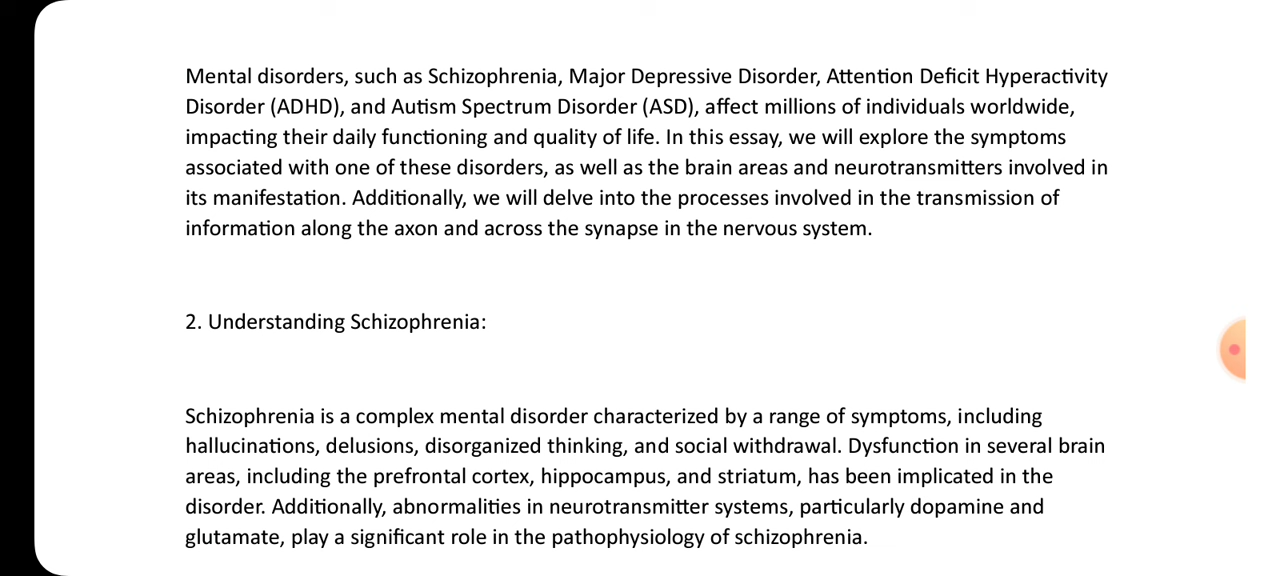 Mental disorders, such as Schizophrenia, Major Depressive Disorder, Attention Deficit Hyperactivity
Disorder (ADHD), and Autism Spectrum Disorder (ASD), affect millions of individuals worldwide,
impacting their daily functioning and quality of life. In this essay, we will explore the symptoms
associated with one of these disorders, as well as the brain areas and neurotransmitters involved in
its manifestation. Additionally, we will delve into the processes involved in the transmission of
information along the axon and across the synapse in the nervous system.
2. Understanding Schizophrenia:
Schizophrenia is a complex mental disorder characterized by a range of symptoms, including
hallucinations, delusions, disorganized thinking, and social withdrawal. Dysfunction in several brain
areas, including the prefrontal cortex, hippocampus, and striatum, has been implicated in the
disorder. Additionally, abnormalities in neurotransmitter systems, particularly dopamine and
glutamate, play a significant role in the pathophysiology of schizophrenia.